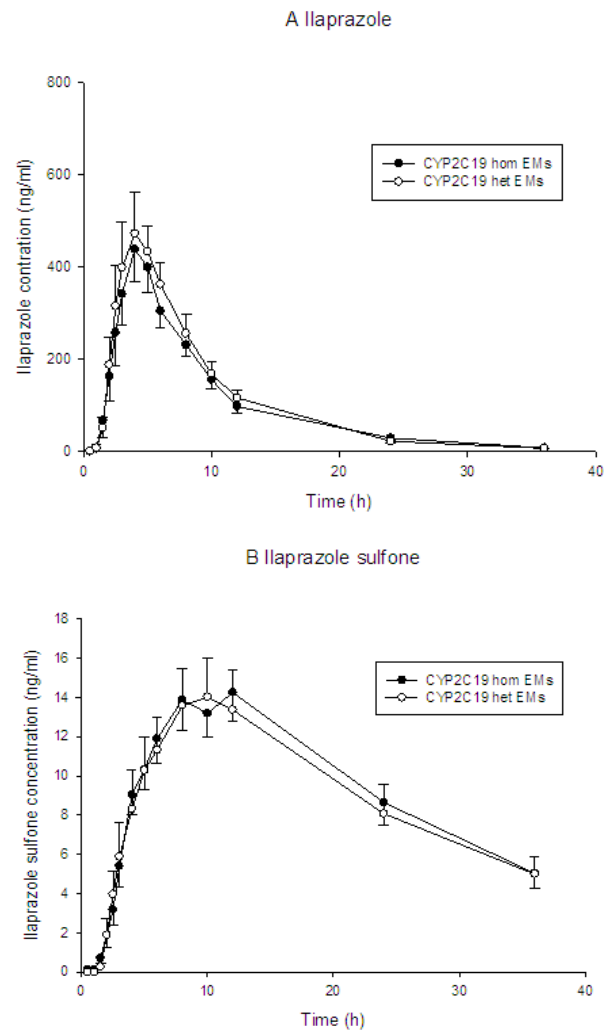 A Ilaprazole
800
600
400
200
0
Ilaprazole contration (ng/ml)
CYP2C19 hom EMs
CYP2C19 het EMs
0 10 20 30 40
Time (h)
B Ilaprazole sulfone
18
16
14
12
10
8
6
4
2
0
Ilaprazole sulfone concentration (ng/ml)
CYP2C19 hom EMs
CYP2C19 het EMs
0 10 20 30 40
Time (h)